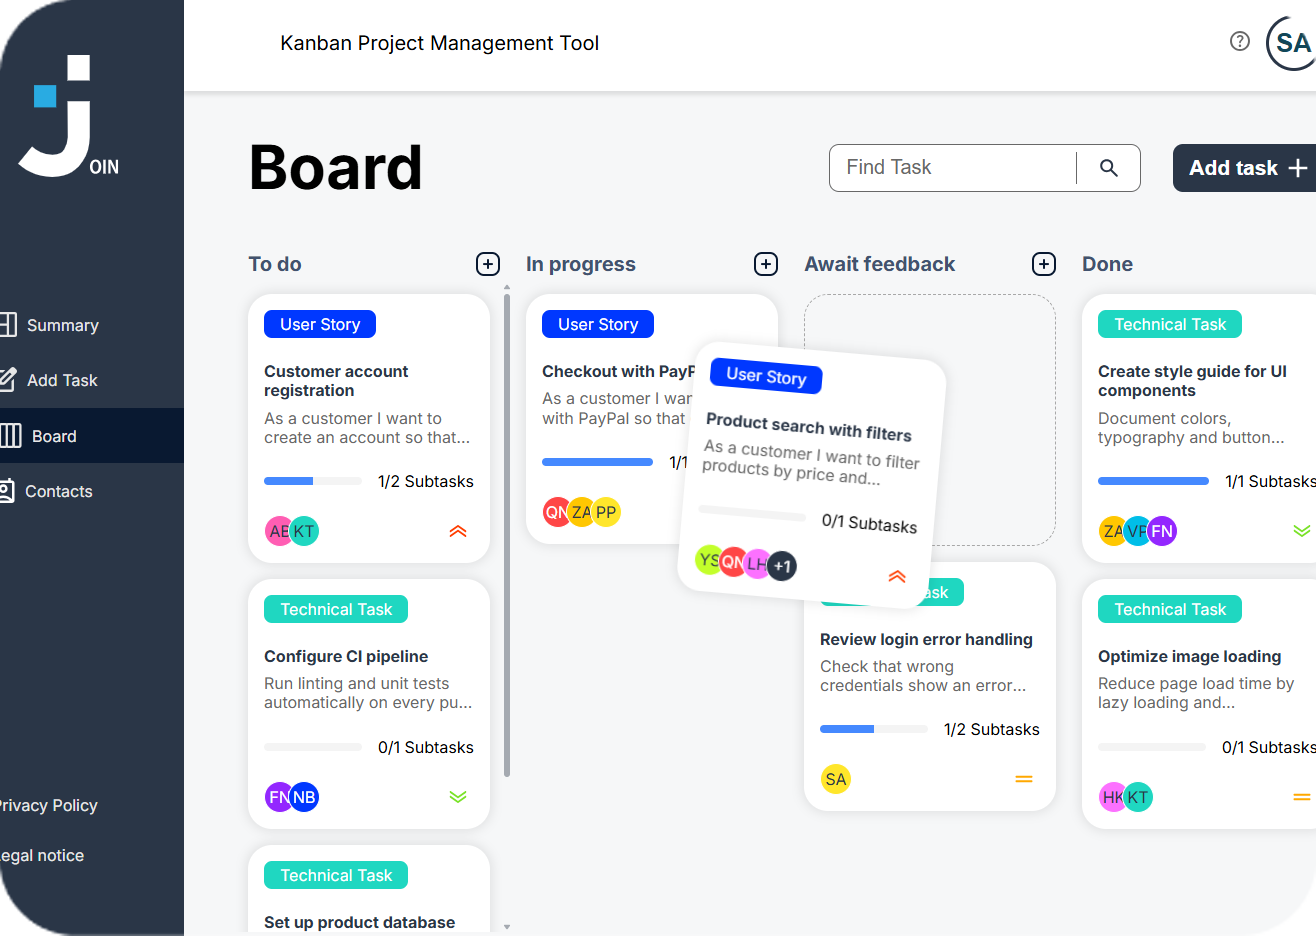 Kanban Project Management Tool
SA
JOIN
Board
Find Task
Add task
Summary
Add Task
Board
Contacts
Privacy Policy
Legal notice
To do
User Story
Customer account
registration
As a customer I want to
create an account so that...
1/2 Subtasks
KT
Technical Task
Configure CI pipeline
Run linting and unit tests
automatically on every pu...
0/1 Subtasks
FN NB
Technical Task
Set up product database
In progress
User Story
Checkout with PayP
As a customer I wan
with PayPal so that
1/1
QN ZA PP
User Story
Product search with filters
As a customer I want to filter
products by price and...
0/1 Subtasks
YS QN LH +1
Await feedback
ask
Review login error handling
Check that wrong
credentials show an error...
1/2 Subtasks
SA
Done
Technical Task
Create style guide for UI
components
Document colors,
typography and button...
1/1 Subtasks
ZA VP FN
Technical Task
Optimize image loading
Reduce page load time by
lazy loading and...
0/1 Subtasks
HK KT